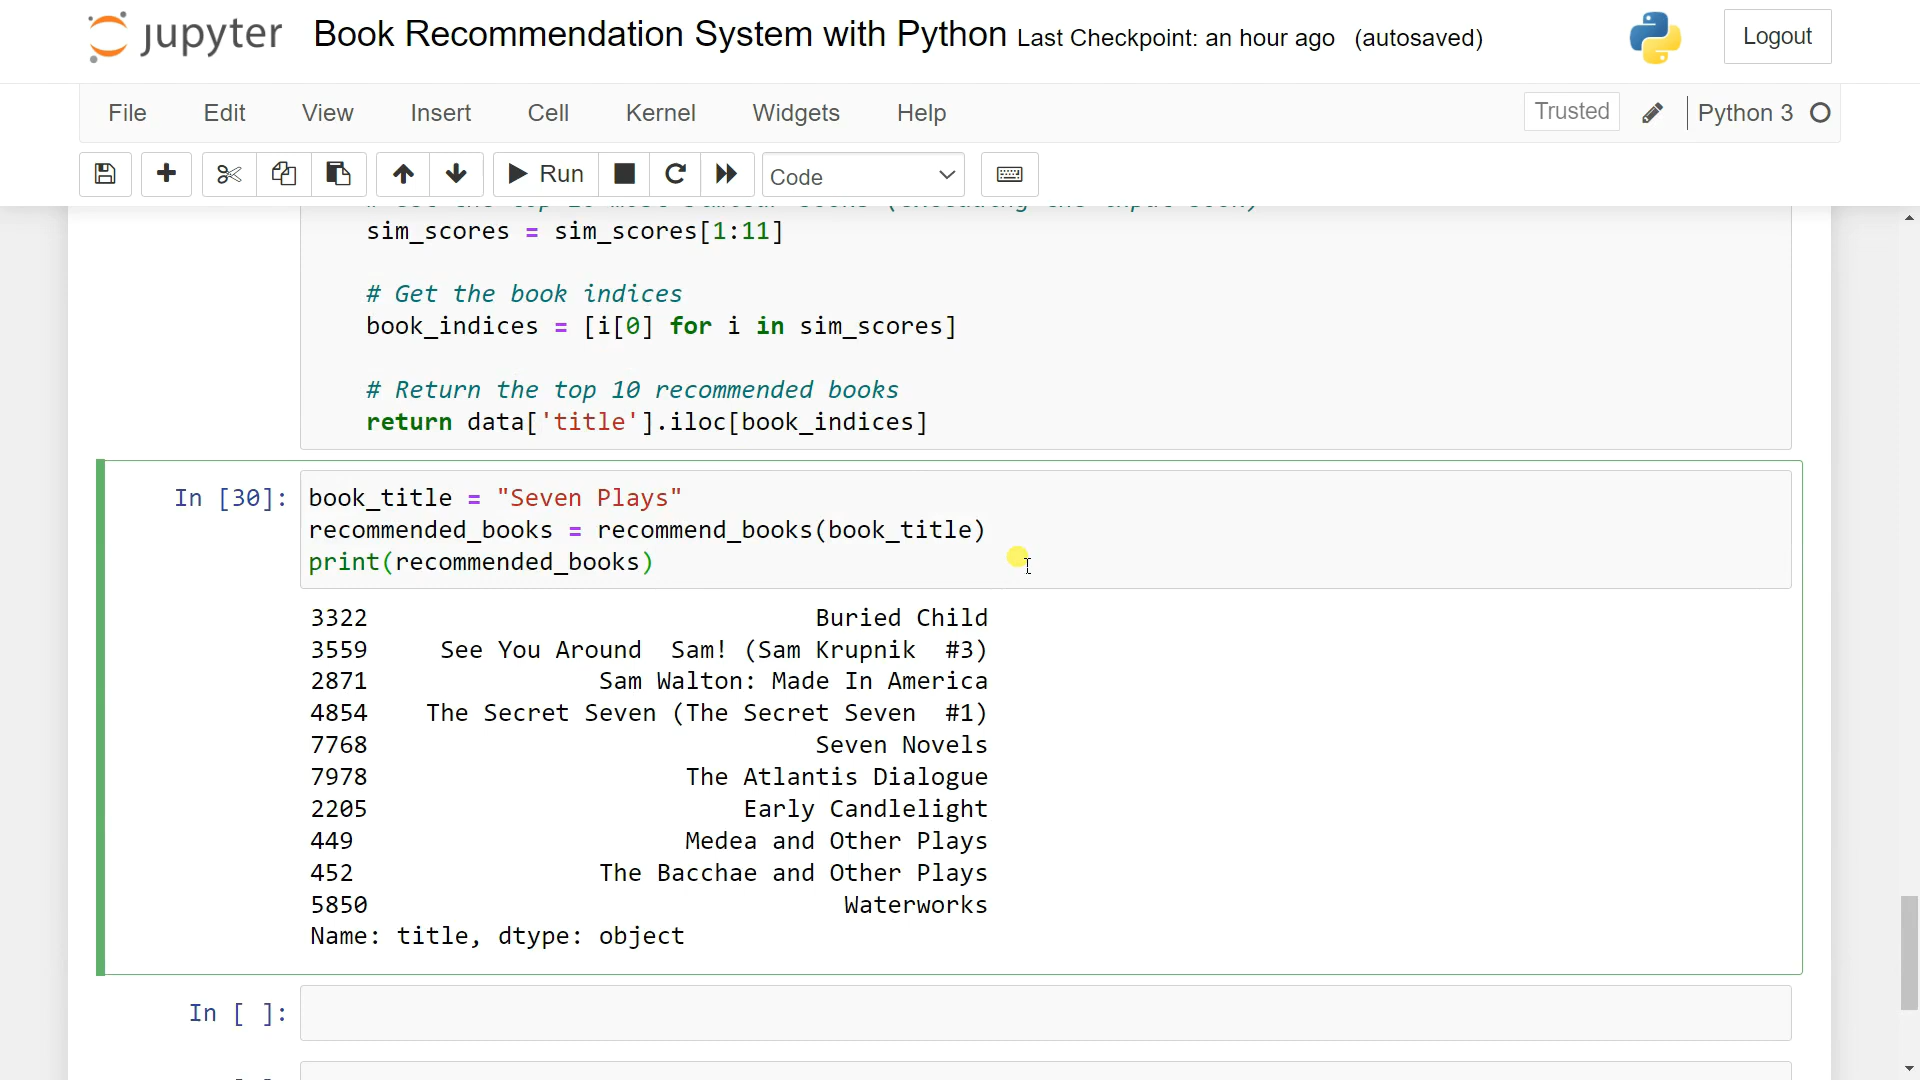 jupyter Book Recommendation System with Python Last Checkpoint: an hour ago (autosaved) Logout
File Edit View Insert Cell Kernel Widgets Help Trusted Python 3
Run Code
sim_scores = sim_scores[1:11]
# Get the book indices
book_indices = [i[0] for i in sim_scores]
# Return the top 10 recommended books
return data['title'].iloc[book_indices]
In [30]: book_title = "Seven Plays"
recommended_books = recommend_books(book_title)
print(recommended_books)
3322 Buried Child
3559 See You Around  Sam! (Sam Krupnik  #3)
2871 Sam Walton: Made In America
4854 The Secret Seven (The Secret Seven  #1)
7768 Seven Novels
7978 The Atlantis Dialogue
2205 Early Candlelight
449 Medea and Other Plays
452 The Bacchae and Other Plays
5850 Waterworks
Name: title, dtype: object
In [ ]: